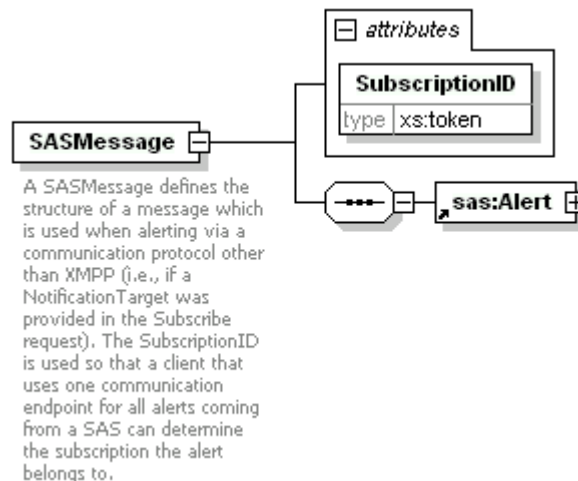 attributes
SubscriptionID
type xs:token
SASMessage
sas:Alert
A SASMessage defines the
structure of a message which
is used when alerting via a
communication protocol other
than XMPP (i.e., if a
NotificationTarget was
provided in the Subscribe
request). The SubscriptionID
is used so that a client that
uses one communication
endpoint for all alerts coming
from a SAS can determine
the subscription the alert
belongs to.